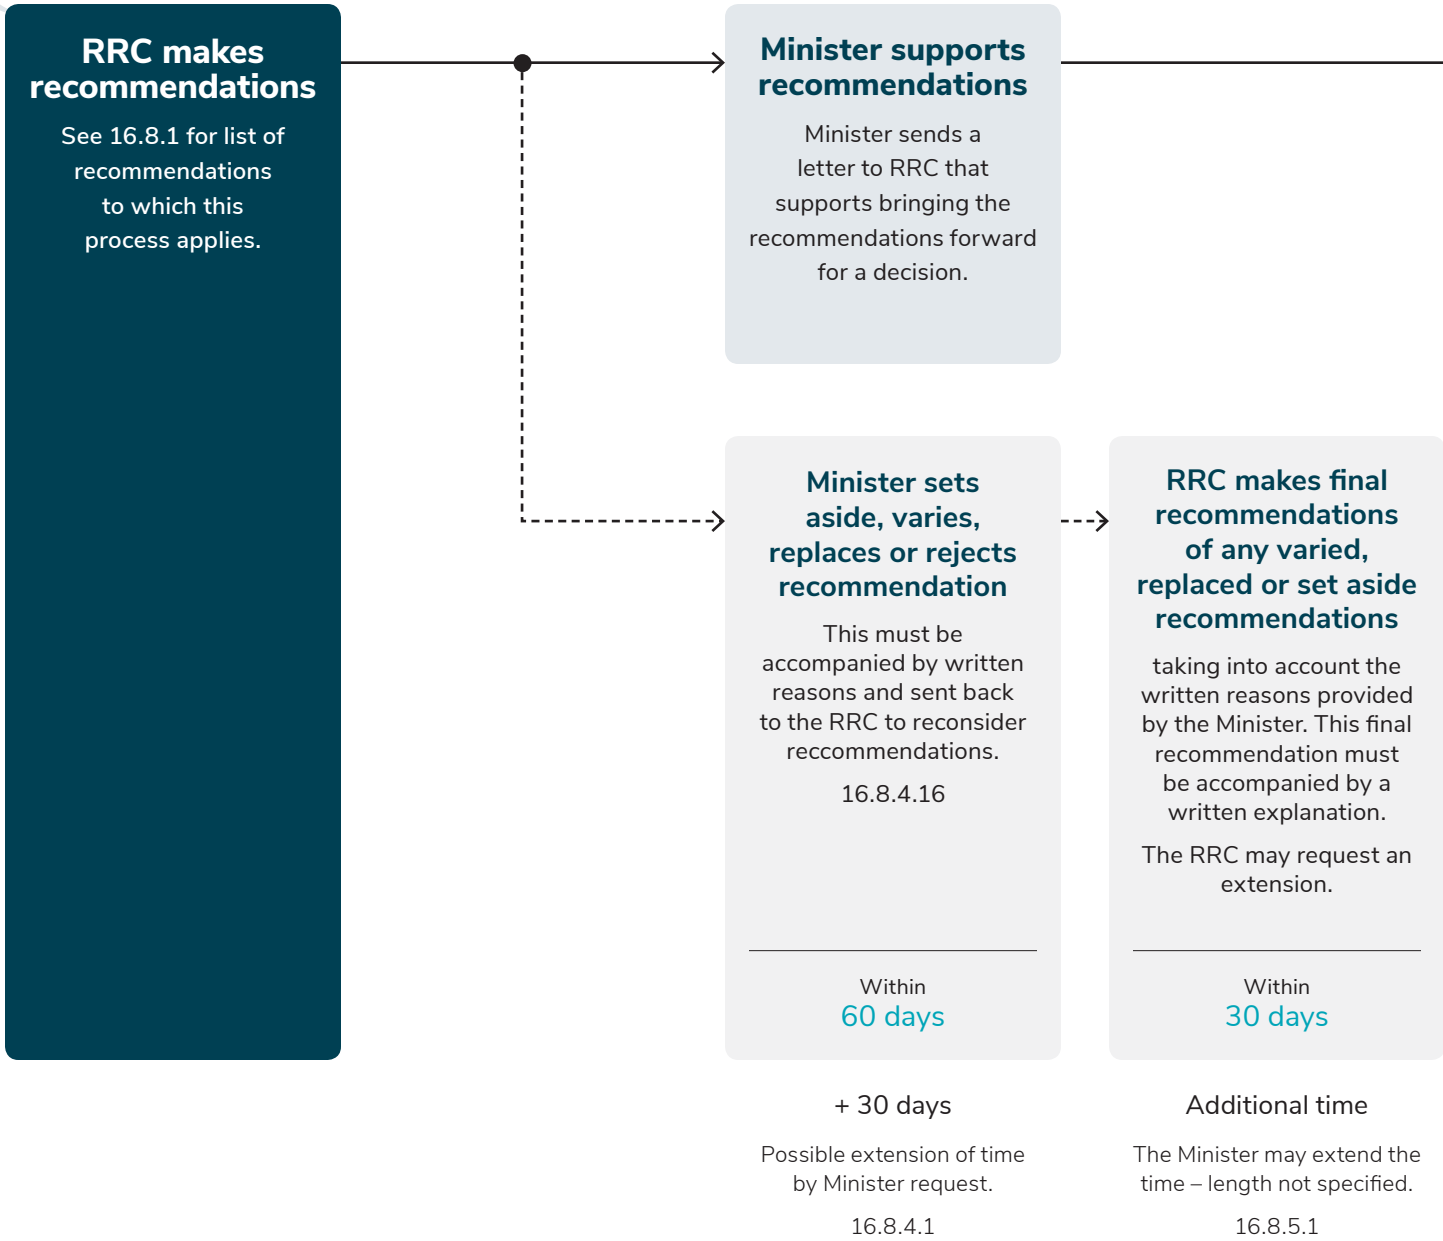 RRC makes
recommendations
See 16.8.1 for list of
recommendations
to which this
process applies.
Minister supports
recommendations
Minister sends a
letter to RRC that
supports bringing the
recommendations forward
for a decision.
Minister sets
aside, varies,
replaces or rejects
recommendation
This must be
accompanied by written
reasons and sent back
to the RRC to reconsider
reccommendations.
16.8.4.16
Within
60 days
+ 30 days
Possible extension of time
by Minister request.
16.8.4.1
RRC makes final
recommendations
of any varied,
replaced or set aside
recommendations
taking into account the
written reasons provided
by the Minister. This final
recommendation must
be accompanied by a
written explanation.
The RRC may request an
extension.
Within
30 days
Additional time
The Minister may extend the
time – length not specified.
16.8.5.1